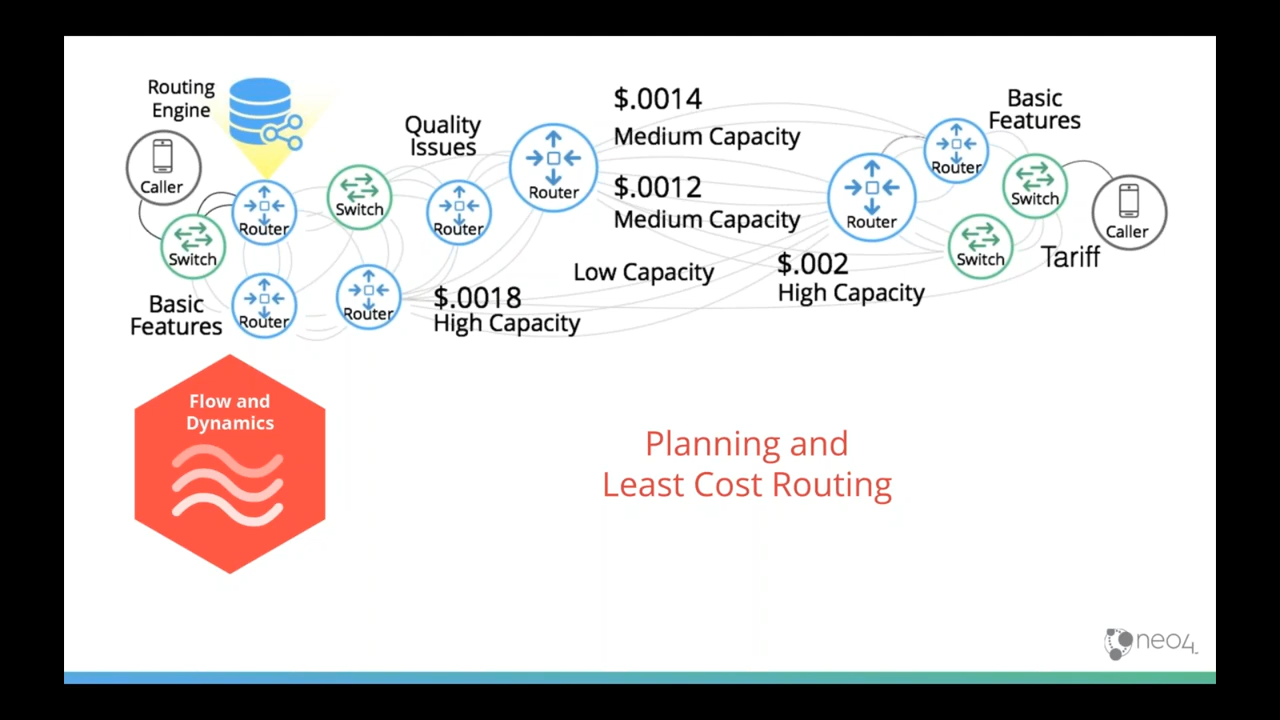 Routing
Engine
Caller
Switch
Router
Basic
Features
Router
Switch
Router
Quality
Issues
Router
Router
$.0018
High Capacity
$.0014
Medium Capacity
$.0012
Medium Capacity
Low Capacity
$.002
High Capacity
Router
Router
Basic
Features
Switch
Switch
Tariff
Caller
Flow and
Dynamics
Planning and
Least Cost Routing
neo4j